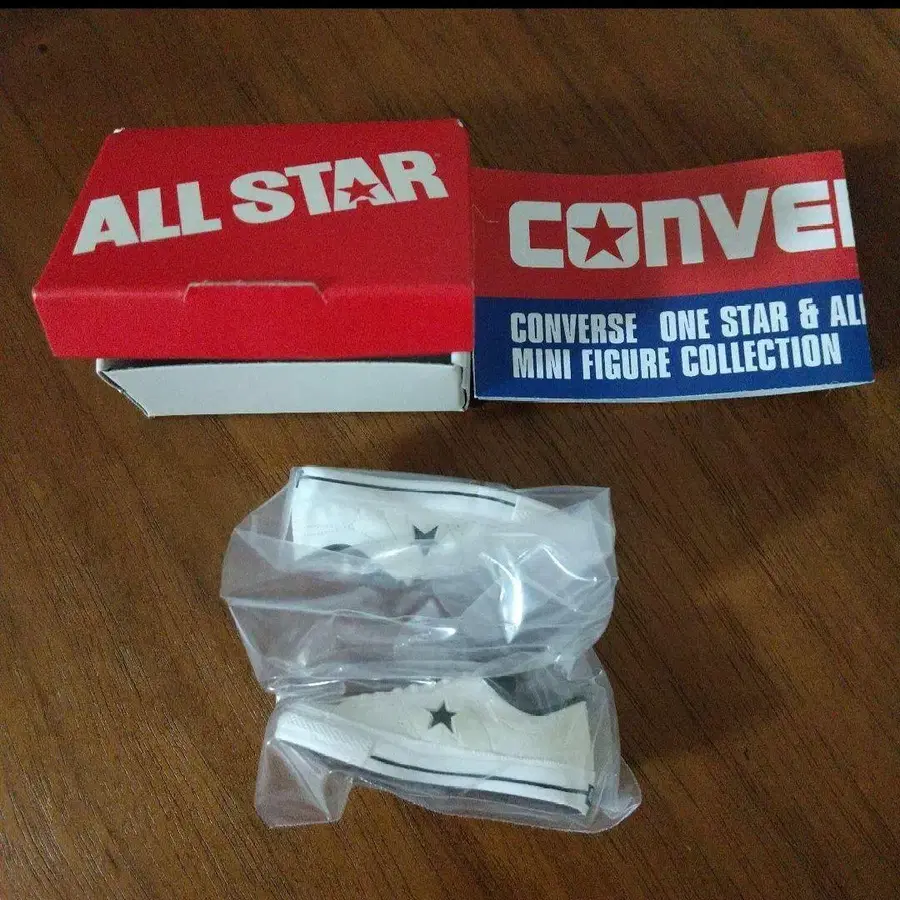 ALL STAR
CONVE
CONVERSE ONE STAR & AL
MINI FIGURE COLLECTION